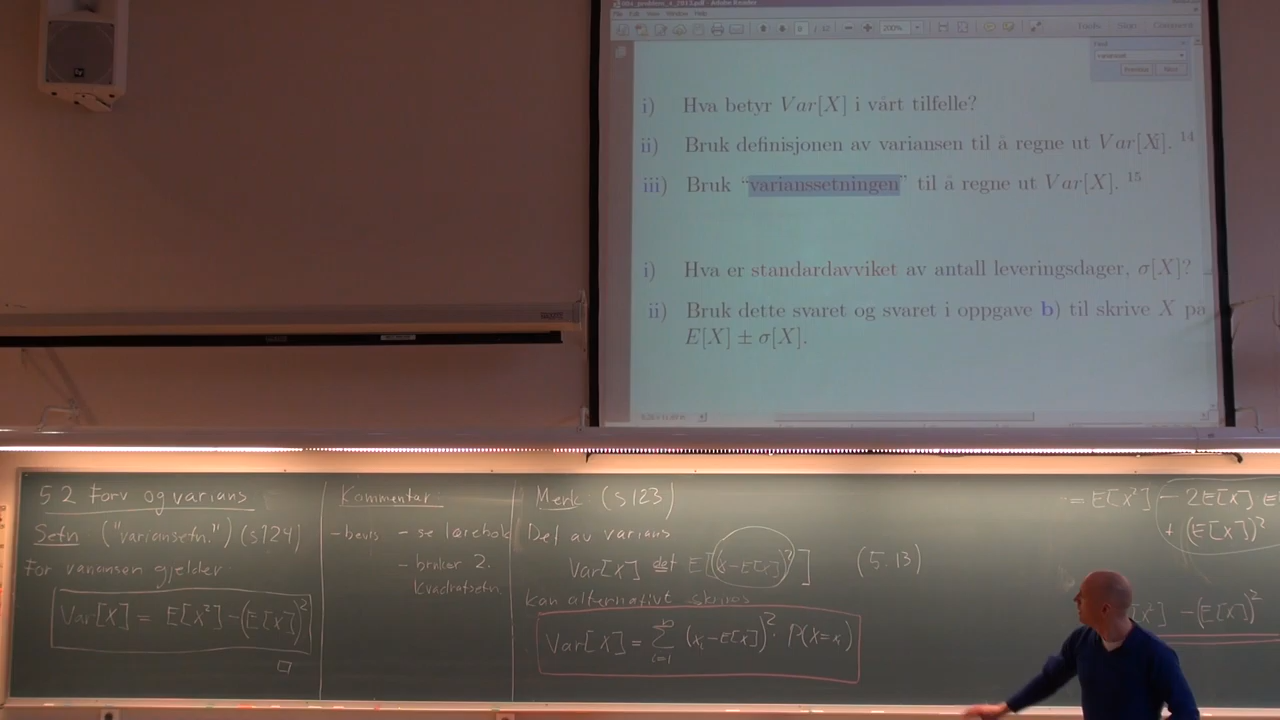 i) Hva betyr Var[X] i vårt tilfelle?
ii) Bruk definisjonen av variansen til å regne ut Var[X]. 14
iii) Bruk “varianssetningen” til å regne ut Var[X]. 15
i) Hva er standardavviket av antall leveringsdager, σ[X]?
ii) Bruk dette svaret og svaret i oppgave b) til skrive X på
E[X] ± σ[X].
200%
5.2 Forv og varians
Setn ("variansetn.") (s124)
For variansen gjelder
Var[X] = E[X²] - (E[X])²
Kommentar:
- bevis - se lærebok
- bruker 2.
kvadratsetn.
Merk: (s123)
Def av varians
Var[X] def E[(X-E[X])²] (5.13)
kan alternativt skrives
Var[X] = Σ i=1 n (xi - E[X])² · P(X=xi)
= E[X²] - 2E[X] E
+ (E[X])²
[X²] - (E[X])²